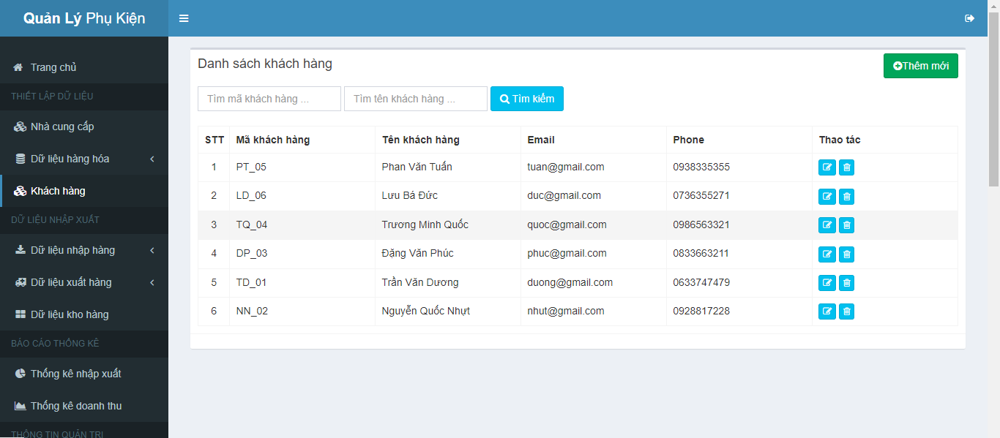 Quản Lý Phụ Kiện
Trang chủ
THIẾT LẬP DỮ LIỆU
Nhà cung cấp
Dữ liệu hàng hóa
Khách hàng
DỮ LIỆU NHẬP XUẤT
Dữ liệu nhập hàng
Dữ liệu xuất hàng
Dữ liệu kho hàng
BÁO CÁO THỐNG KÊ
Thống kê nhập xuất
Thống kê doanh thu
THÔNG TIN QUẢN TRỊ
Danh sách khách hàng
Thêm mới
Tìm mã khách hàng ... Tìm tên khách hàng ... Tìm kiếm
STT Mã khách hàng Tên khách hàng Email Phone Thao tác
1 PT_05 Phan Văn Tuấn tuan@gmail.com 0938335355
2 LD_06 Lưu Bá Đức duc@gmail.com 0736355271
3 TQ_04 Trương Minh Quốc quoc@gmail.com 0986563321
4 DP_03 Đặng Văn Phúc phuc@gmail.com 0833663211
5 TD_01 Trần Văn Dương duong@gmail.com 0633747479
6 NN_02 Nguyễn Quốc Nhựt nhut@gmail.com 0928817228